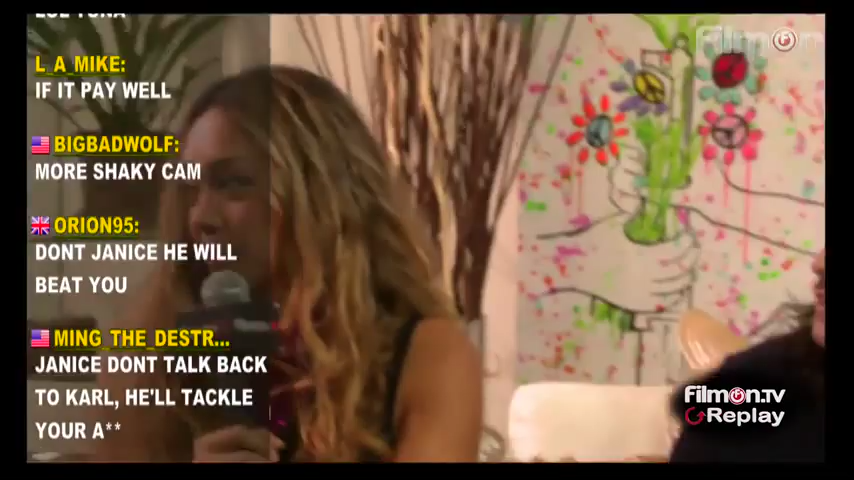 L_A_MIKE:
IF IT PAY WELL
BIGBADWOLF:
MORE SHAKY CAM
ORION95:
DONT JANICE HE WILL
BEAT YOU
MING_THE_DESTR...
JANICE DONT TALK BACK
TO KARL, HE'LL TACKLE
YOUR A**
FilmOn
FilmOn.TV
Replay